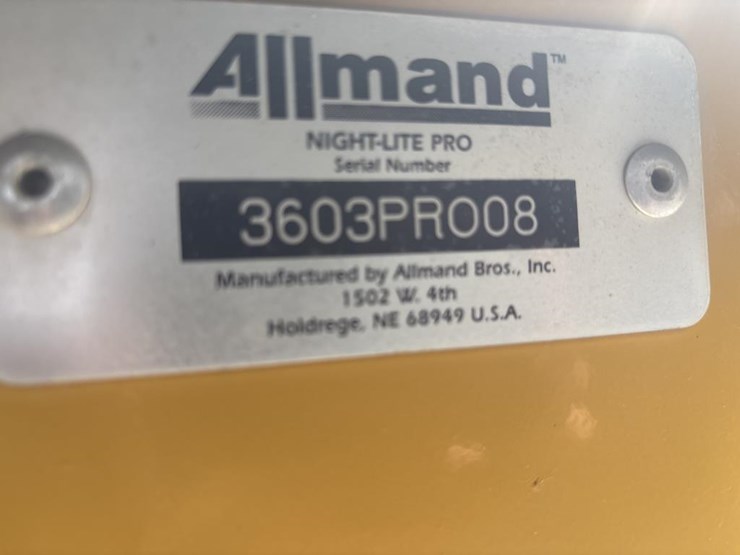 Allmand™
NIGHT-LITE PRO
Serial Number
3603PRO08
Manufactured by Allmand Bros., Inc.
1502 W. 4th
Holdrege, NE 68949 U.S.A.